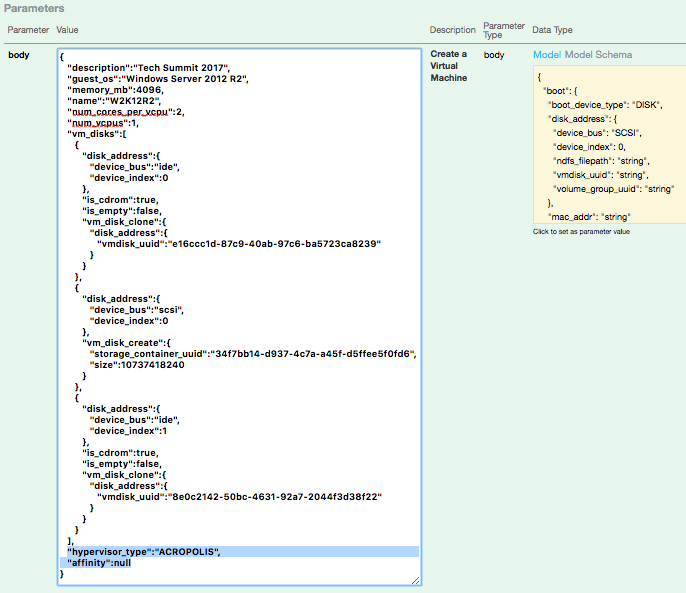 Parameters
Parameter Value Description Parameter Type Data Type
body
{
"description":"Tech Summit 2017",
"guest_os":"Windows Server 2012 R2",
"memory_mb":4096,
"name":"W2K12R2",
"num_cores_per_vcpu":2,
"num_vcpus":1,
"vm_disks":[
{
"disk_address":{
"device_bus":"ide",
"device_index":0
},
"is_cdrom":true,
"is_empty":false,
"vm_disk_clone":{
"disk_address":{
"vmdisk_uuid":"e16ccc1d-87c9-40ab-97c6-ba5723ca8239"
}
}
},
{
"disk_address":{
"device_bus":"scsi",
"device_index":0
},
"vm_disk_create":{
"storage_container_uuid":"34f7bb14-d937-4c7a-a45f-d5ffee5f0fd6",
"size":10737418240
}
},
{
"disk_address":{
"device_bus":"ide",
"device_index":1
},
"is_cdrom":true,
"is_empty":false,
"vm_disk_clone":{
"disk_address":{
"vmdisk_uuid":"8e0c2142-50bc-4631-92a7-2044f3d38f22"
}
}
}
],
"hypervisor_type":"ACROPOLIS",
"affinity":null
}
Create a
Virtual
Machine
body
Model Model Schema
{
"boot": {
"boot_device_type": "DISK",
"disk_address": {
"device_bus": "SCSI",
"device_index": 0,
"ndfs_filepath": "string",
"vmdisk_uuid": "string",
"volume_group_uuid": "string"
},
"mac_addr": "string"
Click to set as parameter value